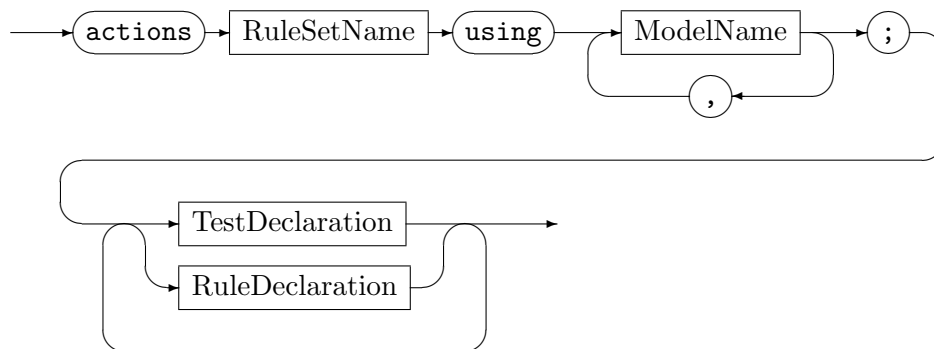 actions RuleSetName using ModelName ;
,
TestDeclaration
RuleDeclaration